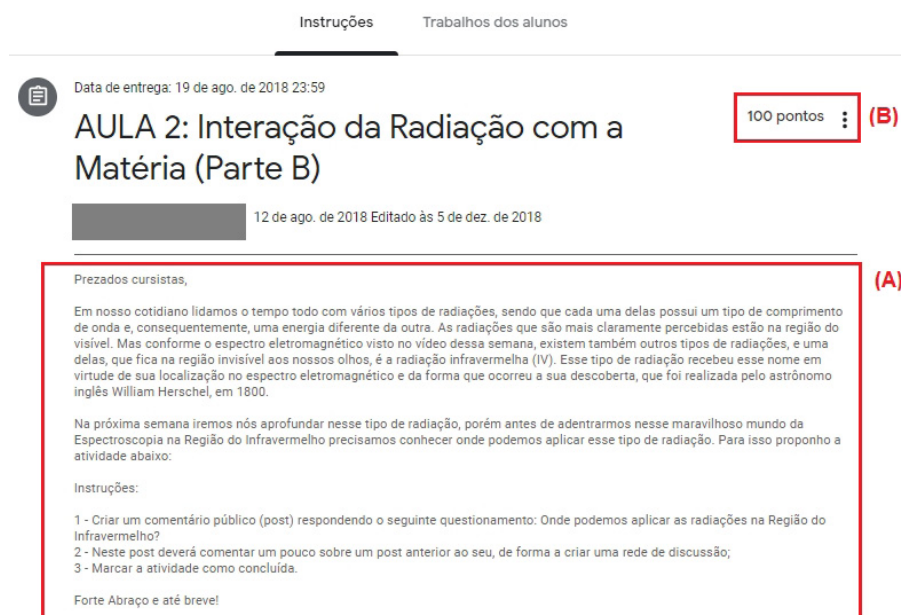 Instruções Trabalhos dos alunos
Data de entrega: 19 de ago. de 2018 23:59
AULA 2: Interação da Radiação com a
Matéria (Parte B)
100 pontos (B)
12 de ago. de 2018 Editado às 5 de dez. de 2018
(A)
Prezados cursistas,
Em nosso cotidiano lidamos o tempo todo com vários tipos de radiações, sendo que cada uma delas possui um tipo de comprimento
de onda e, consequentemente, uma energia diferente da outra. As radiações que são mais claramente percebidas estão na região do
visível. Mas conforme o espectro eletromagnético visto no vídeo dessa semana, existem também outros tipos de radiações, e uma
delas, que fica na região invisível aos nossos olhos, é a radiação infravermelha (IV). Esse tipo de radiação recebeu esse nome em
virtude de sua localização no espectro eletromagnético e da forma que ocorreu a sua descoberta, que foi realizada pelo astrônomo
inglês William Herschel, em 1800.
Na próxima semana iremos nós aprofundar nesse tipo de radiação, porém antes de adentrarmos nesse maravilhoso mundo da
Espectroscopia na Região do Infravermelho precisamos conhecer onde podemos aplicar esse tipo de radiação. Para isso proponho a
atividade abaixo:
Instruções:
1 - Criar um comentário público (post) respondendo o seguinte questionamento: Onde podemos aplicar as radiações na Região do
Infravermelho?
2 - Neste post deverá comentar um pouco sobre um post anterior ao seu, de forma a criar uma rede de discussão;
3 - Marcar a atividade como concluída.
Forte Abraço e até breve!